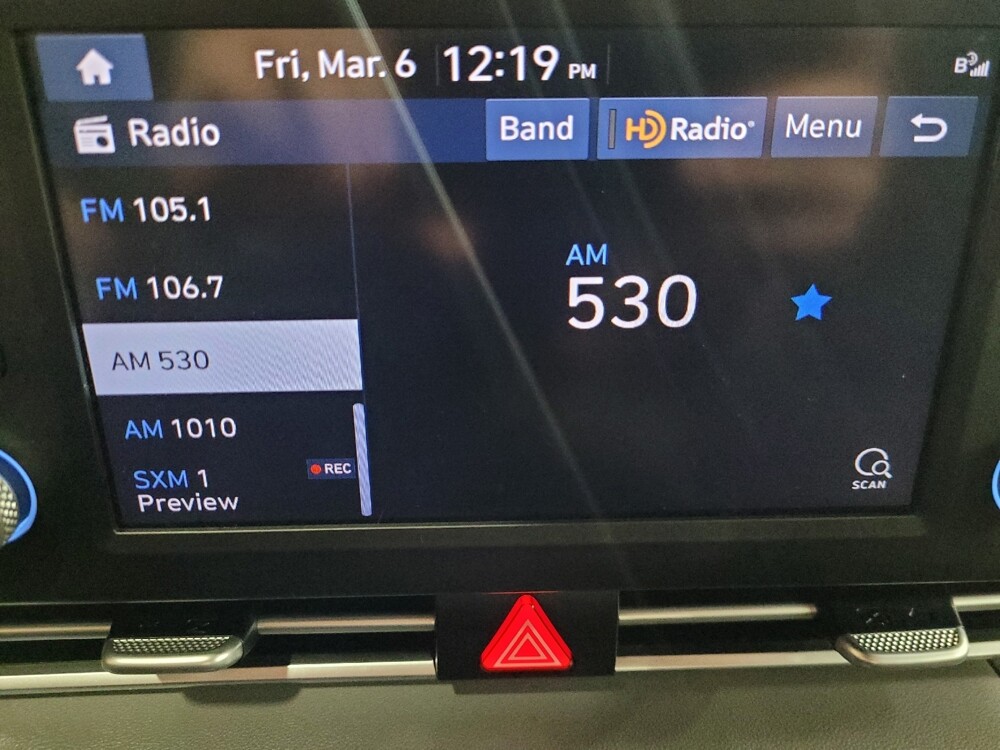 Fri, Mar. 6 12:19 PM
B
Radio
Band
HD Radio®
Menu
FM 105.1
FM 106.7
AM 530
AM 1010
SXM 1
Preview
REC
AM
530
SCAN